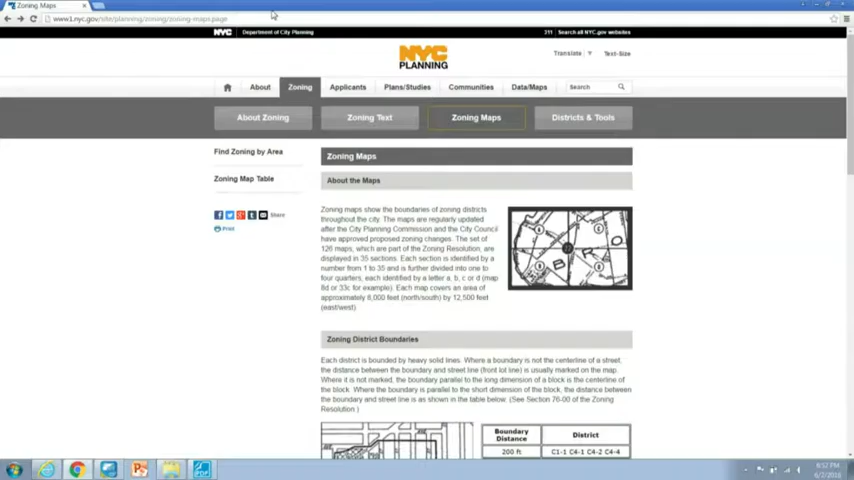 Zoning Maps
www1.nyc.gov/site/planning/zoning/zoning-maps.page
NYC Department of City Planning 311 Search all NYC.gov websites
NYC
PLANNING
Translate Text-Size
About Zoning Applicants Plans/Studies Communities Data/Maps Search
About Zoning Zoning Text Zoning Maps Districts & Tools
Find Zoning by Area
Zoning Map Table
Share
Print
Zoning Maps
About the Maps
Zoning maps show the boundaries of zoning districts
throughout the city. The maps are regularly updated
after the City Planning Commission and the City Council
have approved proposed zoning changes. The set of
126 maps, which are part of the Zoning Resolution, are
displayed in 35 sections. Each section is identified by a
number from 1 to 35 and is further divided into one to
four quarters, each identified by a letter a, b, c or d (map
8d or 33c for example). Each map covers an area of
approximately 8,000 feet (north/south) by 12,500 feet
(east/west)
B R O
Zoning District Boundaries
Each district is bounded by heavy solid lines. Where a boundary is not the centerline of a street,
the distance between the boundary and street line (front lot line) is usually marked on the map.
Where it is not marked, the boundary parallel to the long dimension of a block is the centerline of
the block. Where the boundary is parallel to the short dimension of the block, the distance between
the boundary and street line is as shown in the table below. (See Section 76-00 of the Zoning
Resolution.)
Boundary
Distance District
200 ft C1-1 C4-1 C4-2 C4-4
PDF
8:52 PM
6/2/2016